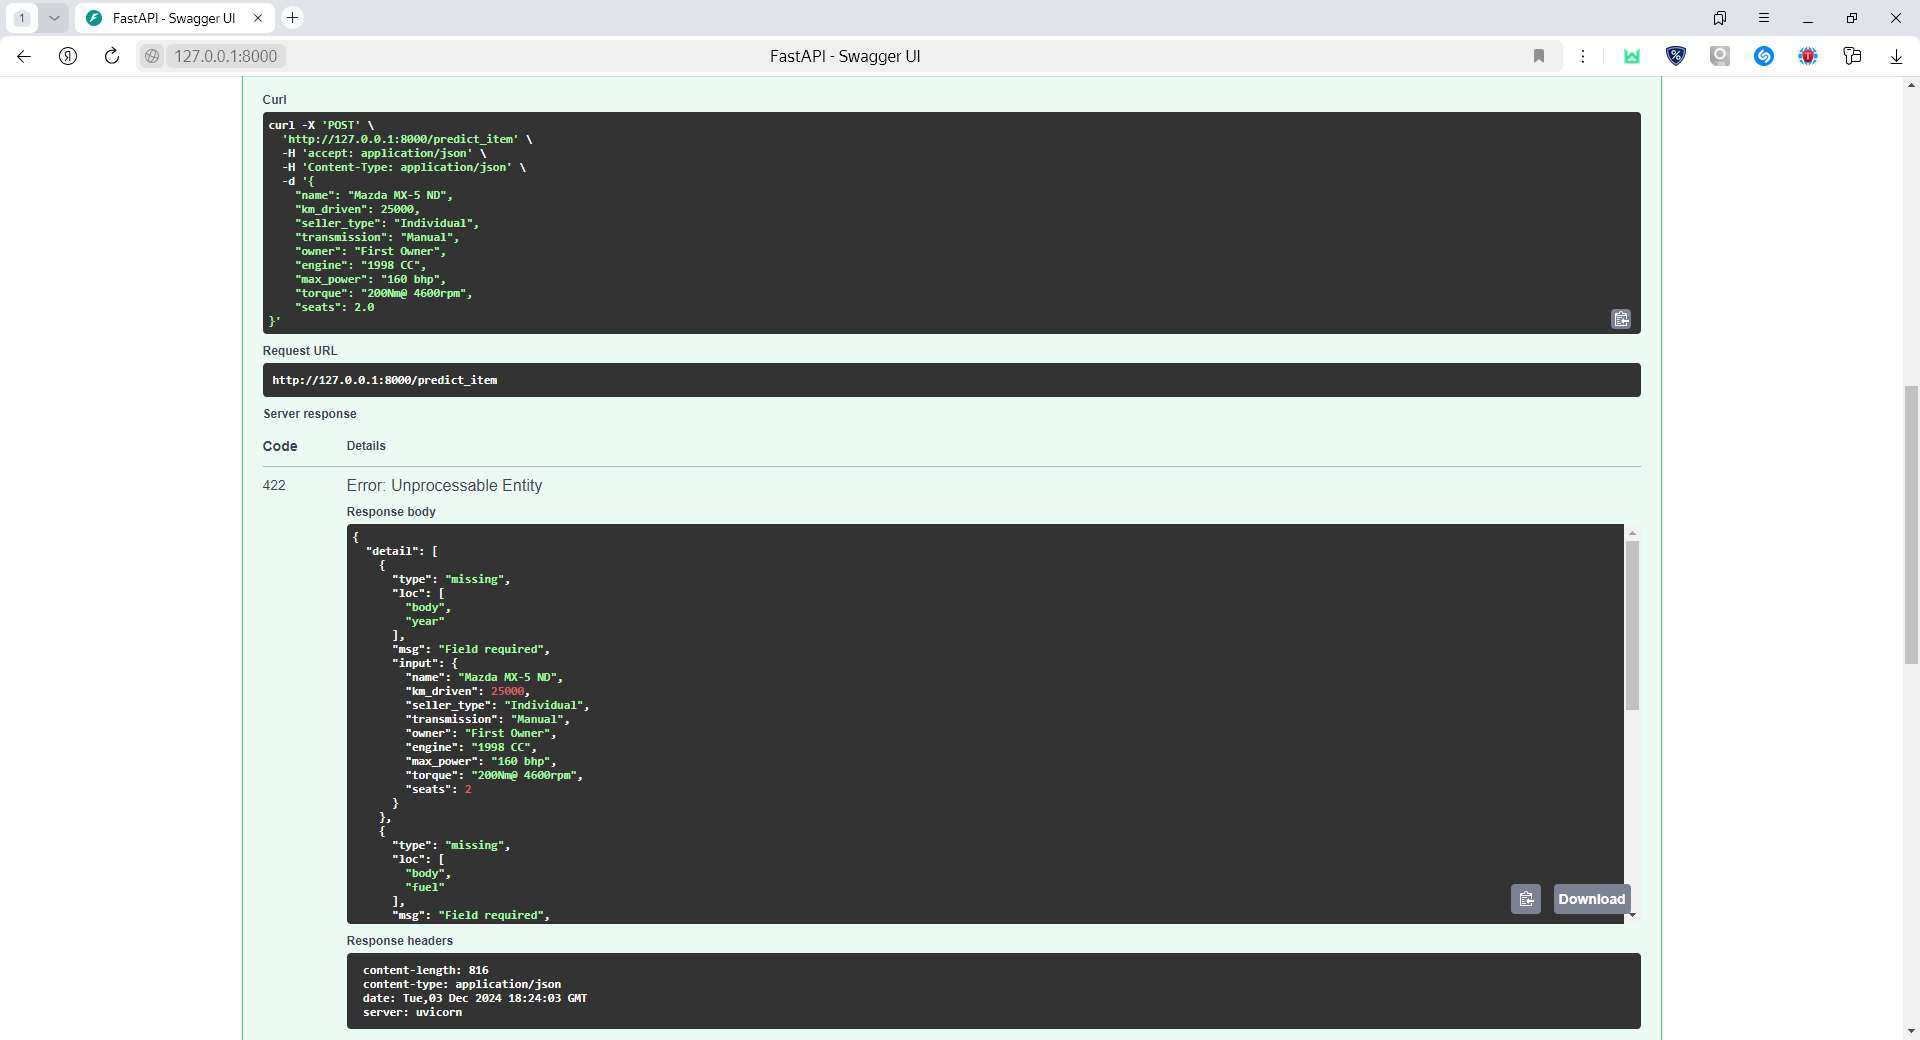 1
FastAPI - Swagger UI
127.0.0.1:8000
FastAPI - Swagger UI
Curl
curl -X 'POST' \
  'http://127.0.0.1:8000/predict_item' \
  -H 'accept: application/json' \
  -H 'Content-Type: application/json' \
  -d '{
    "name": "Mazda MX-5 ND",
    "km_driven": 25000,
    "seller_type": "Individual",
    "transmission": "Manual",
    "owner": "First Owner",
    "engine": "1998 CC",
    "max_power": "160 bhp",
    "torque": "200Nm@ 4600rpm",
    "seats": 2.0
}'
Request URL
http://127.0.0.1:8000/predict_item
Server response
Code Details
422 Error: Unprocessable Entity
Response body
{
  "detail": [
    {
      "type": "missing",
      "loc": [
        "body",
        "year"
      ],
      "msg": "Field required",
      "input": {
        "name": "Mazda MX-5 ND",
        "km_driven": 25000,
        "seller_type": "Individual",
        "transmission": "Manual",
        "owner": "First Owner",
        "engine": "1998 CC",
        "max_power": "160 bhp",
        "torque": "200Nm@ 4600rpm",
        "seats": 2
      }
    },
    {
      "type": "missing",
      "loc": [
        "body",
        "fuel"
      ],
      "msg": "Field required",
Download
Response headers
content-length: 816
content-type: application/json
date: Tue,03 Dec 2024 18:24:03 GMT
server: uvicorn